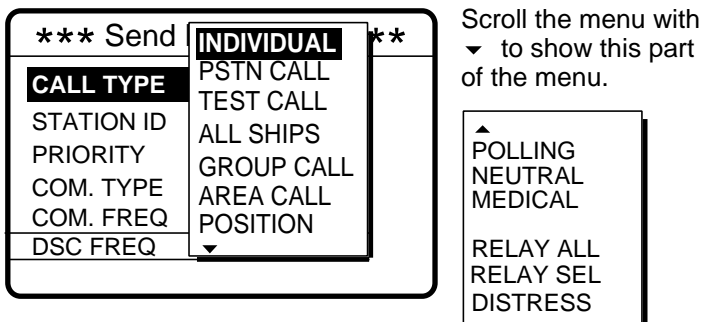 *** Send **
CALL TYPE
STATION ID
PRIORITY
COM. TYPE
COM. FREQ
DSC FREQ
INDIVIDUAL
PSTN CALL
TEST CALL
ALL SHIPS
GROUP CALL
AREA CALL
POSITION
Scroll the menu with
to show this part
of the menu.
POLLING
NEUTRAL
MEDICAL
RELAY ALL
RELAY SEL
DISTRESS